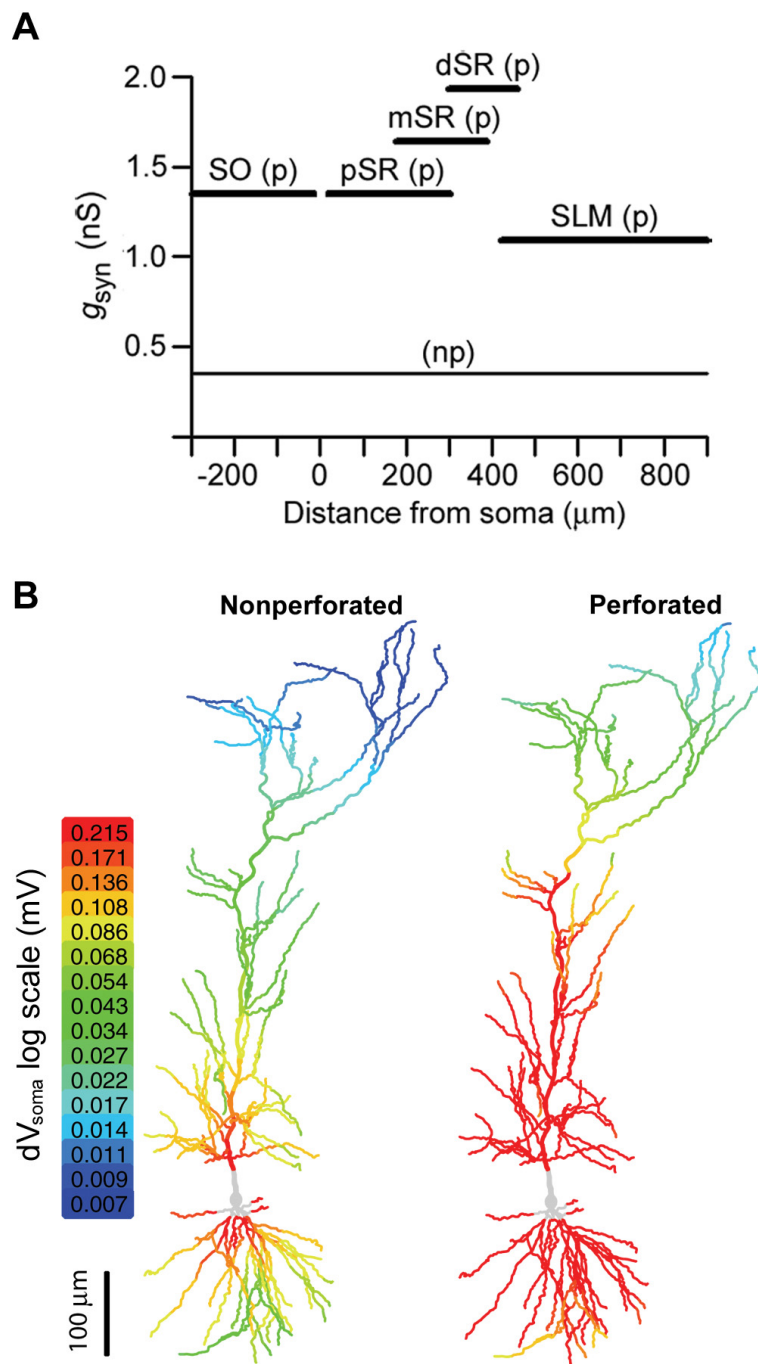 A
dSR (p)
2.0
mSR (p)
1.5
SO (p) pSR (p)
SLM (p)
1.0
gsyn (nS)
0.5
(np)
-200 0 200 400 600 800
Distance from soma (μm)
B
Nonperforated Perforated
0.215
0.171
0.136
0.108
0.086
0.068
0.054
0.043
0.034
0.027
0.022
0.017
0.014
0.011
0.009
0.007
dVsoma log scale (mV)
100 μm